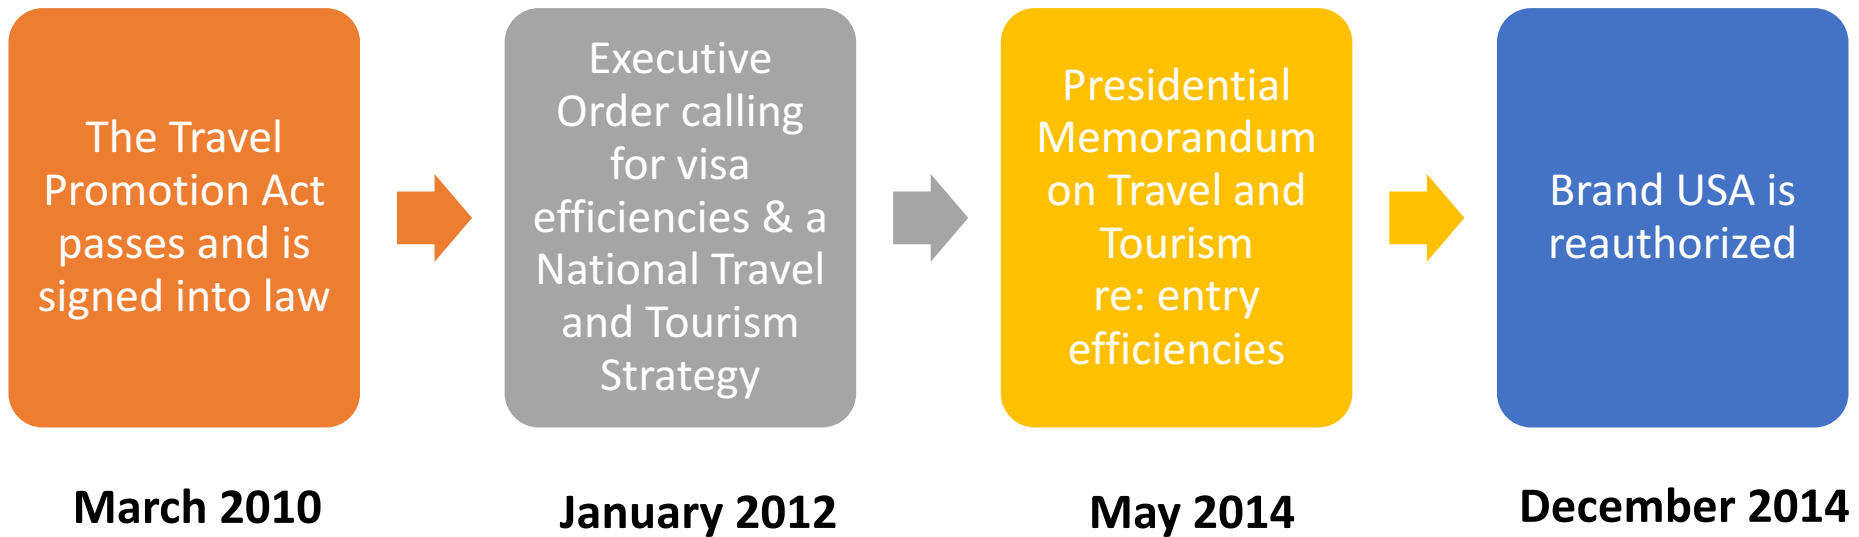 The Travel
Promotion Act
passes and is
signed into law
Executive
Order calling
for visa
efficiencies & a
National Travel
and Tourism
Strategy
Presidential
Memorandum
on Travel and
Tourism
re: entry
efficiencies
Brand USA is
reauthorized
March 2010
January 2012
May 2014
December 2014